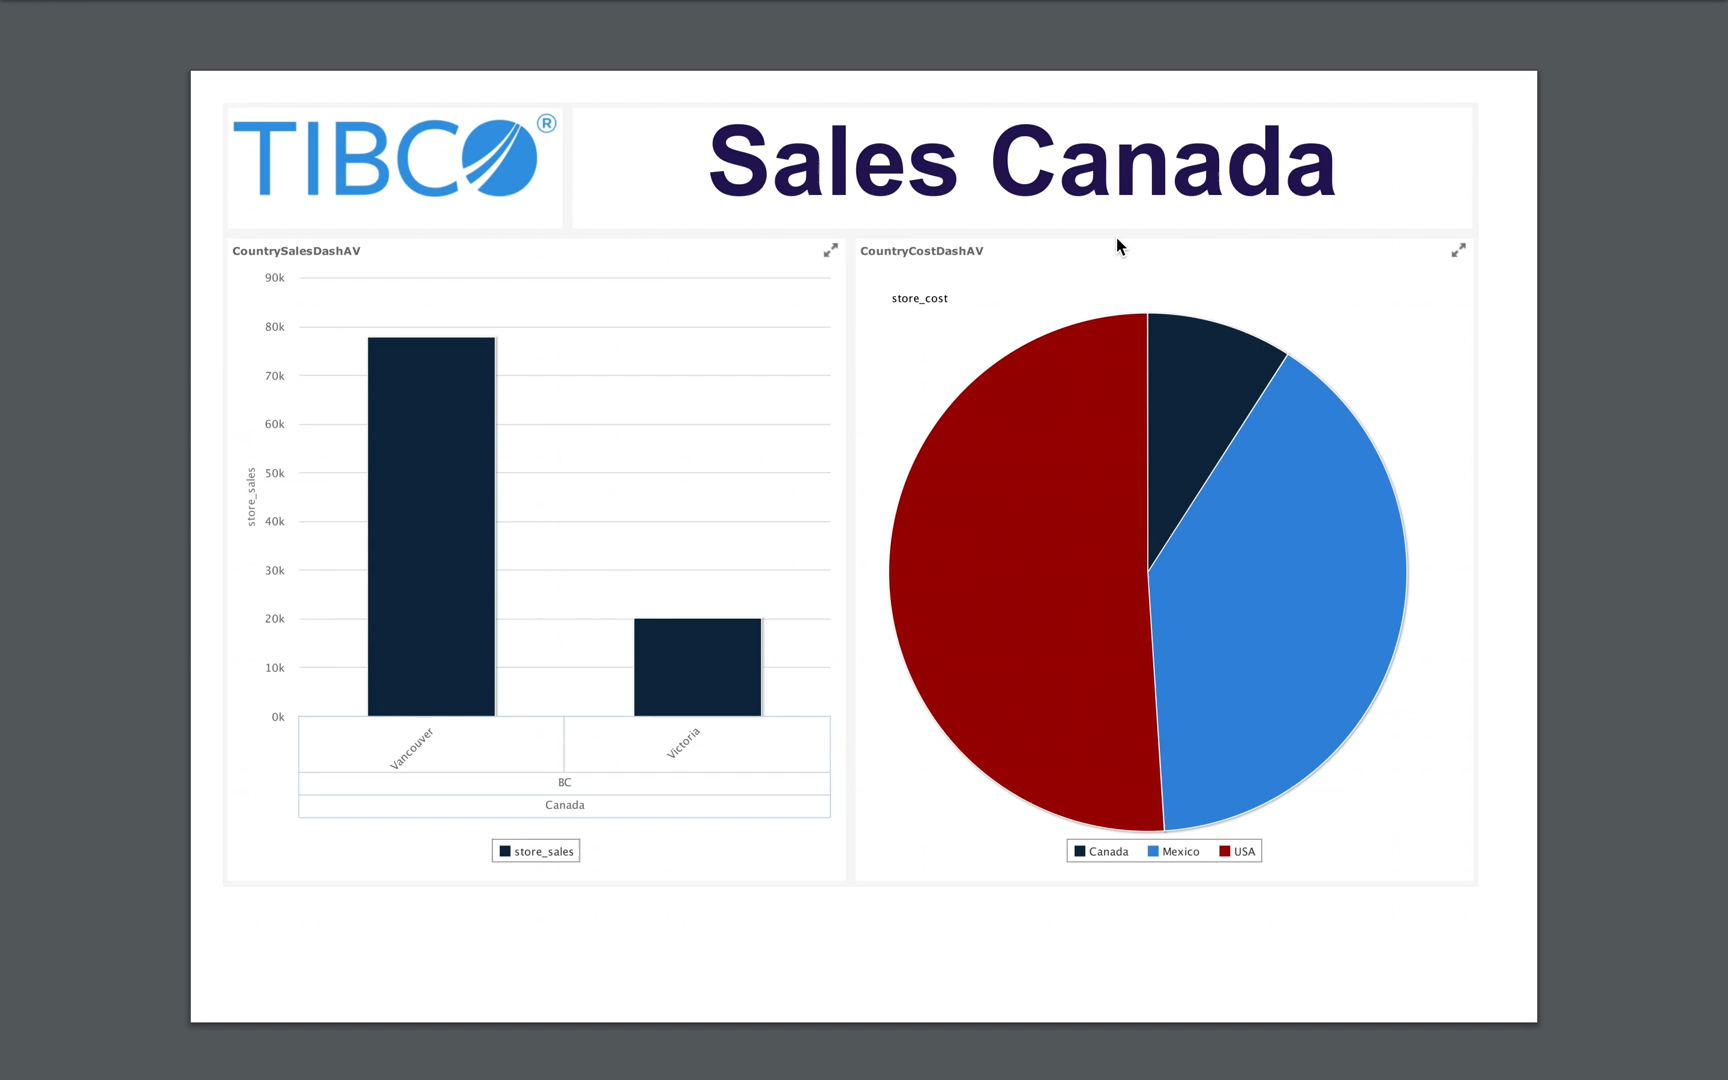 TIBCO®
Sales Canada
CountrySalesDashAV
90k
80k
70k
60k
50k
40k
30k
20k
10k
0k
store_sales
Vancouver
Victoria
BC
Canada
store_sales
CountryCostDashAV
store_cost
Canada Mexico USA